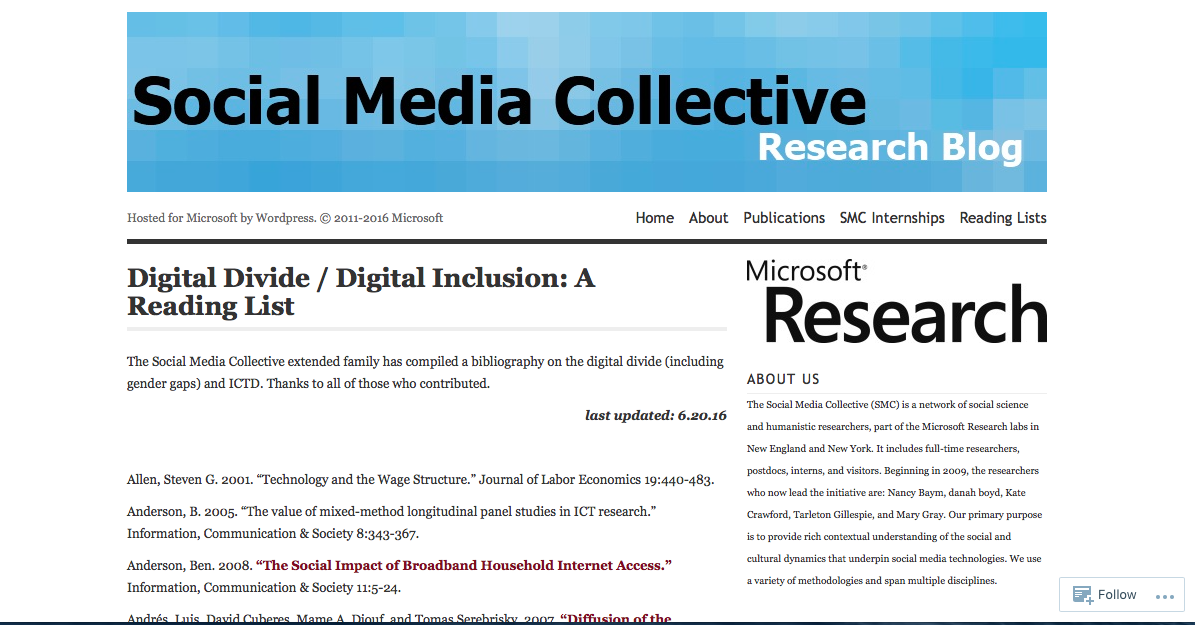 Social Media Collective
Research Blog
Hosted for Microsoft by Wordpress. © 2011-2016 Microsoft
Home About Publications SMC Internships Reading Lists
Digital Divide / Digital Inclusion: A
Reading List
The Social Media Collective extended family has compiled a bibliography on the digital divide (including
gender gaps) and ICTD. Thanks to all of those who contributed.
last updated: 6.20.16
Allen, Steven G. 2001. “Technology and the Wage Structure.” Journal of Labor Economics 19:440-483.
Anderson, B. 2005. “The value of mixed-method longitudinal panel studies in ICT research.”
Information, Communication & Society 8:343-367.
Anderson, Ben. 2008. “The Social Impact of Broadband Household Internet Access.”
Information, Communication & Society 11:5-24.
Andrés, Luis, David Cuberes, Mame A. Diouf, and Tomas Serebrisky. 2007. “Diffusion of the
Microsoft®
Research
ABOUT US
The Social Media Collective (SMC) is a network of social science
and humanistic researchers, part of the Microsoft Research labs in
New England and New York. It includes full-time researchers,
postdocs, interns, and visitors. Beginning in 2009, the researchers
who now lead the initiative are: Nancy Baym, danah boyd, Kate
Crawford, Tarleton Gillespie, and Mary Gray. Our primary purpose
is to provide rich contextual understanding of the social and
cultural dynamics that underpin social media technologies. We use
a variety of methodologies and span multiple disciplines.
Follow